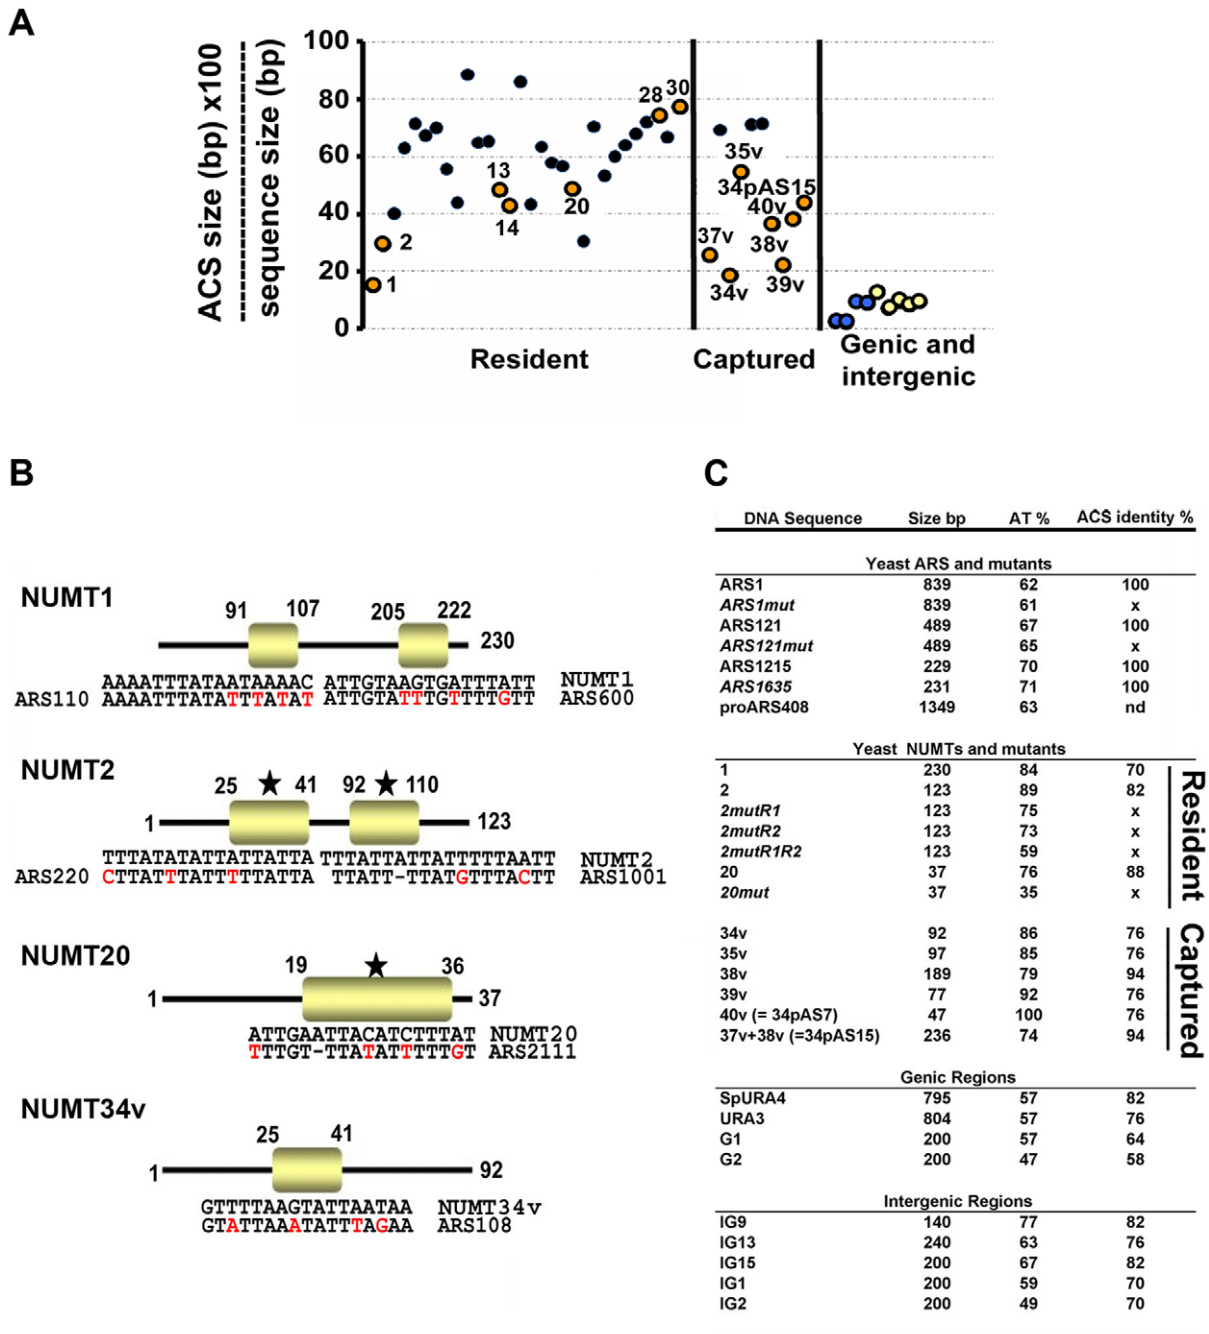 A
ACS size (bp) x100
sequence size (bp)
100
80
60
40
20
0
28 30
13
14
20
2
1
35v
34pAS15
40v
37v
38v
34v
39v
Resident
Captured
Genic and
intergenic
B
NUMT1
91 107 205 222
230
AAAATTTATAATAAAAC ATTGTAAGTGATTTATT NUMT1
ARS110 AAAATTTATATTTATAT ATTGTATTTGTTTTGTT ARS600
NUMT2
25 41 92 110
1 123
TTTATATATTATTATTA TTTATTATTATTTTTAATT NUMT2
ARS220 CTTATTTATTTTTATTA TTATT-TTATGTTTACTT ARS1001
NUMT20
19 36
1 37
ATTGAATTACATCTTTAT NUMT20
TTTGT-TTATATTTTTGT ARS2111
NUMT34v
25 41
1 92
GTTTTAAGTATTAATAA NUMT34v
GTATTAAATATTTAGAA ARS108
C
DNA Sequence Size bp AT % ACS identity %
Yeast ARS and mutants
ARS1 839 62 100
ARS1mut 839 61 x
ARS121 489 67 100
ARS121mut 489 65 x
ARS1215 229 70 100
ARS1635 231 71 100
proARS408 1349 63 nd
Yeast NUMTs and mutants
1 230 84 70
2 123 89 82
2mutR1 123 75 x
2mutR2 123 73 x
2mutR1R2 123 59 x
20 37 76 88
20mut 37 35 x
Resident
34v 92 86 76
35v 97 85 76
38v 189 79 94
39v 77 92 76
40v (= 34pAS7) 47 100 76
37v+38v (=34pAS15) 236 74 94
Captured
Genic Regions
SpURA4 795 57 82
URA3 804 57 76
G1 200 57 64
G2 200 47 58
Intergenic Regions
IG9 140 77 82
IG13 240 63 76
IG15 200 67 82
IG1 200 59 70
IG2 200 49 70